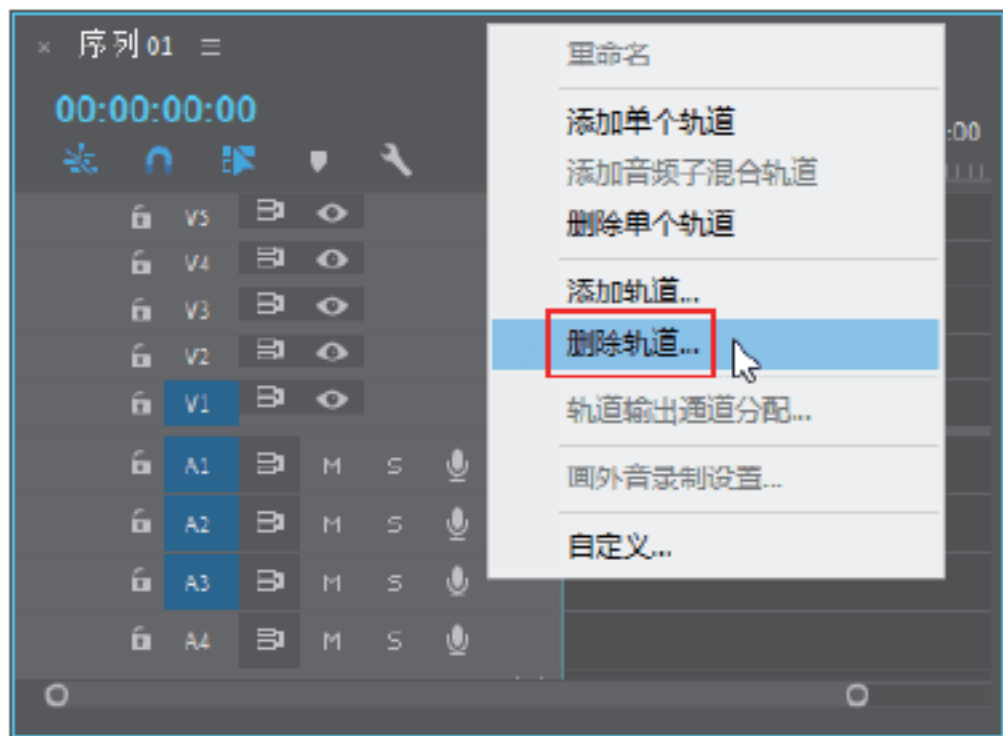 × 序列 01 ≡
00:00:00:00
:00
重命名
添加单个轨道
添加音频子混合轨道
删除单个轨道
添加轨道...
删除轨道...
轨道输出通道分配...
画外音录制设置...
自定义...
V5
V4
V3
V2
V1
A1 M S
A2 M S
A3 M S
A4 M S